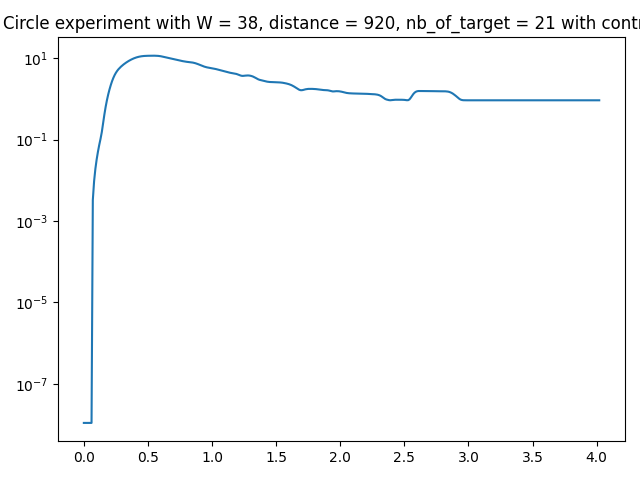 Circle experiment with W = 38, distance = 920, nb_of_target = 21 with contr
10¹
10⁻¹
10⁻³
10⁻⁵
10⁻⁷
0.0 0.5 1.0 1.5 2.0 2.5 3.0 3.5 4.0